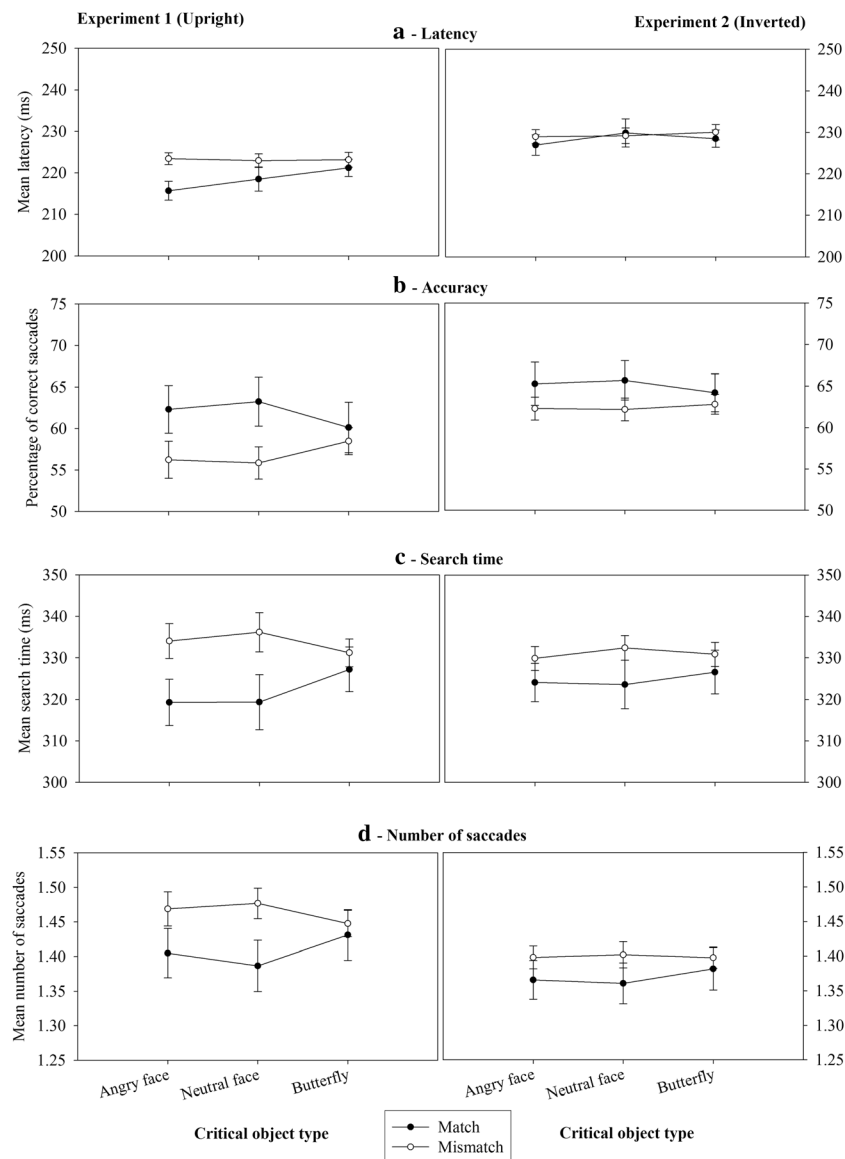 Experiment 1 (Upright)
Experiment 2 (Inverted)
a - Latency
Mean latency (ms)
250
240
230
220
210
200
250
240
230
220
210
200
b - Accuracy
Percentage of correct saccades
75
70
65
60
55
50
75
70
65
60
55
50
c - Search time
Mean search time (ms)
350
340
330
320
310
300
350
340
330
320
310
300
d - Number of saccades
Mean number of saccades
1.55
1.50
1.45
1.40
1.35
1.30
1.25
1.55
1.50
1.45
1.40
1.35
1.30
1.25
Angry face
Neutral face
Butterfly
Angry face
Neutral face
Butterfly
Critical object type
Match
Mismatch
Critical object type